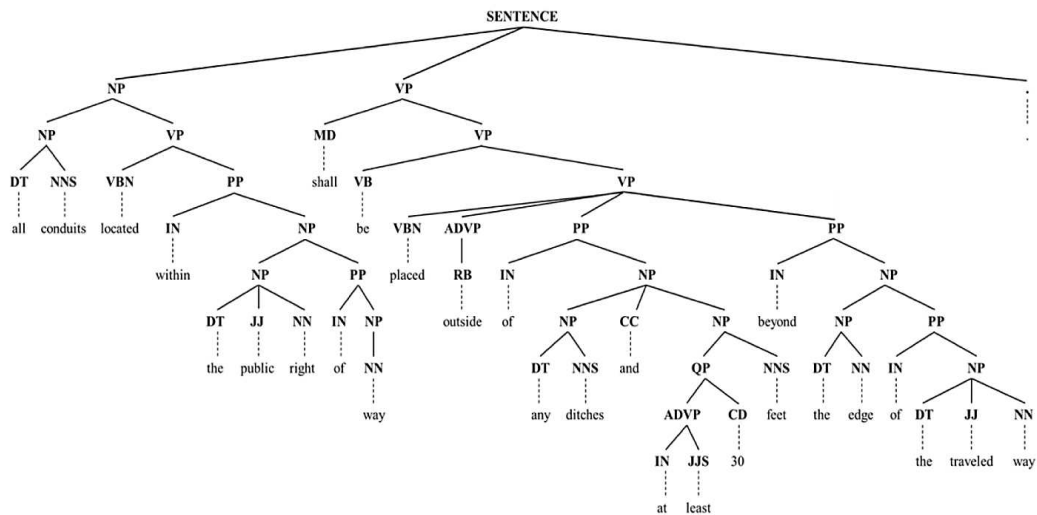 SENTENCE
NP VP .
NP VP MD VP .
DT NNS VBN PP shall VB VP
all conduits located IN NP be VBN ADVP PP PP
within NP PP placed RB IN NP IN NP
DT JJ NN IN NP outside of NP CC NP beyond NP PP
the public right of NN DT NNS and QP NNS DT NN IN NP
way any ditches ADVP CD feet the edge of DT JJ NN
IN JJS 30 the traveled way
at least